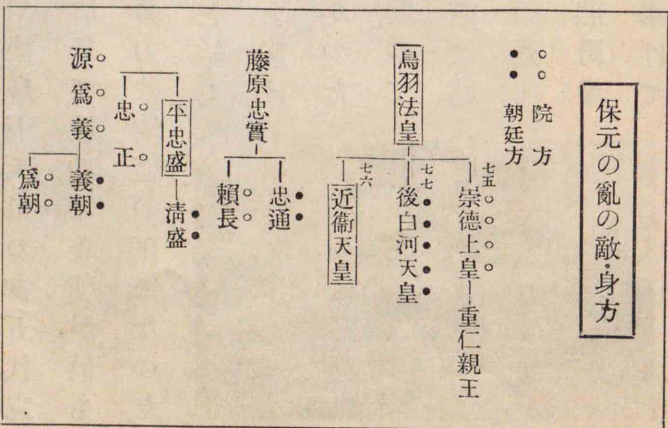 保元の亂の敵・身方
○○ 院方
●● 朝廷方
鳥羽法皇
七五 崇德上皇―重仁親王
七七 後白河天皇
七六 近衞天皇
藤原忠實
忠通
賴長
平忠盛―淸盛
忠正
源爲義―義朝
爲朝